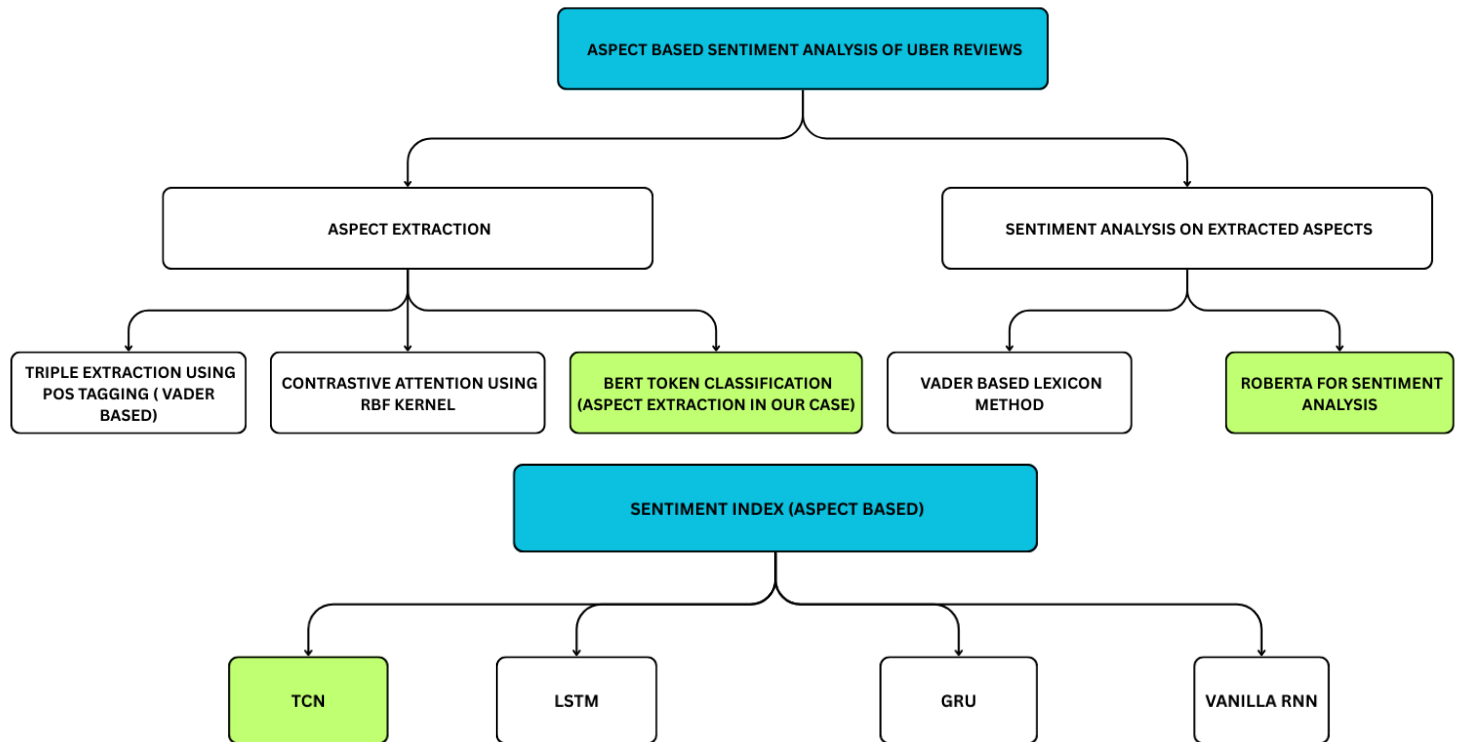 ASPECT BASED SENTIMENT ANALYSIS OF UBER REVIEWS
ASPECT EXTRACTION
SENTIMENT ANALYSIS ON EXTRACTED ASPECTS
TRIPLE EXTRACTION USING
POS TAGGING ( VADER
BASED)
CONTRASTIVE ATTENTION USING
RBF KERNEL
BERT TOKEN CLASSIFICATION
(ASPECT EXTRACTION IN OUR CASE)
VADER BASED LEXICON
METHOD
ROBERTA FOR SENTIMENT
ANALYSIS
SENTIMENT INDEX (ASPECT BASED)
TCN
LSTM
GRU
VANILLA RNN